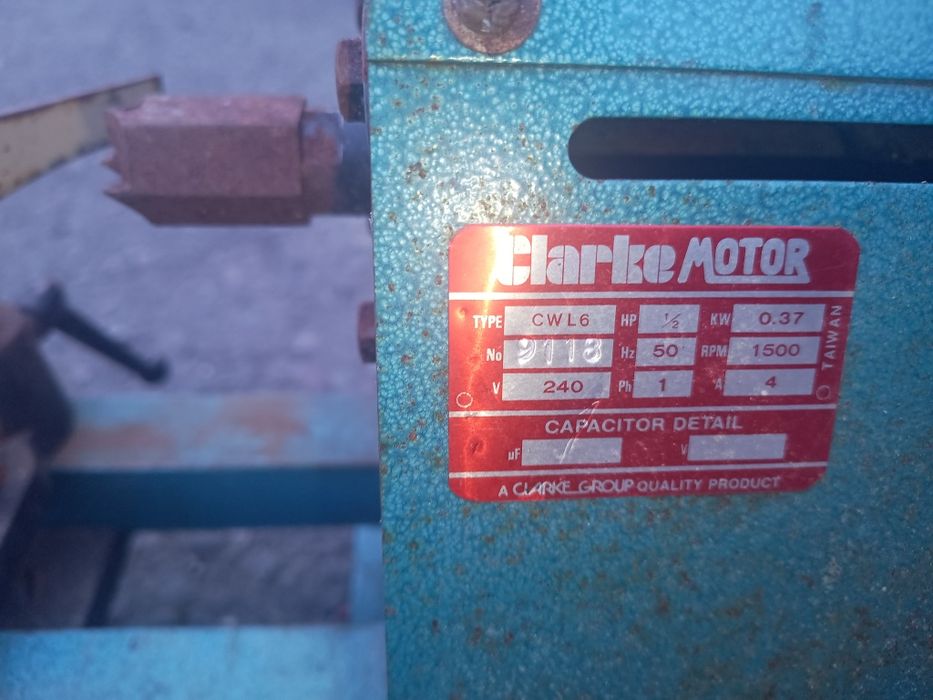 Clarke MOTOR
TYPE CWL6 HP ½ KW 0.37
No 9118 Hz 50 RPM 1500
V 240 Ph 1 A 4
TAIWAN
CAPACITOR DETAIL
µF V
A CLARKE GROUP QUALITY PRODUCT